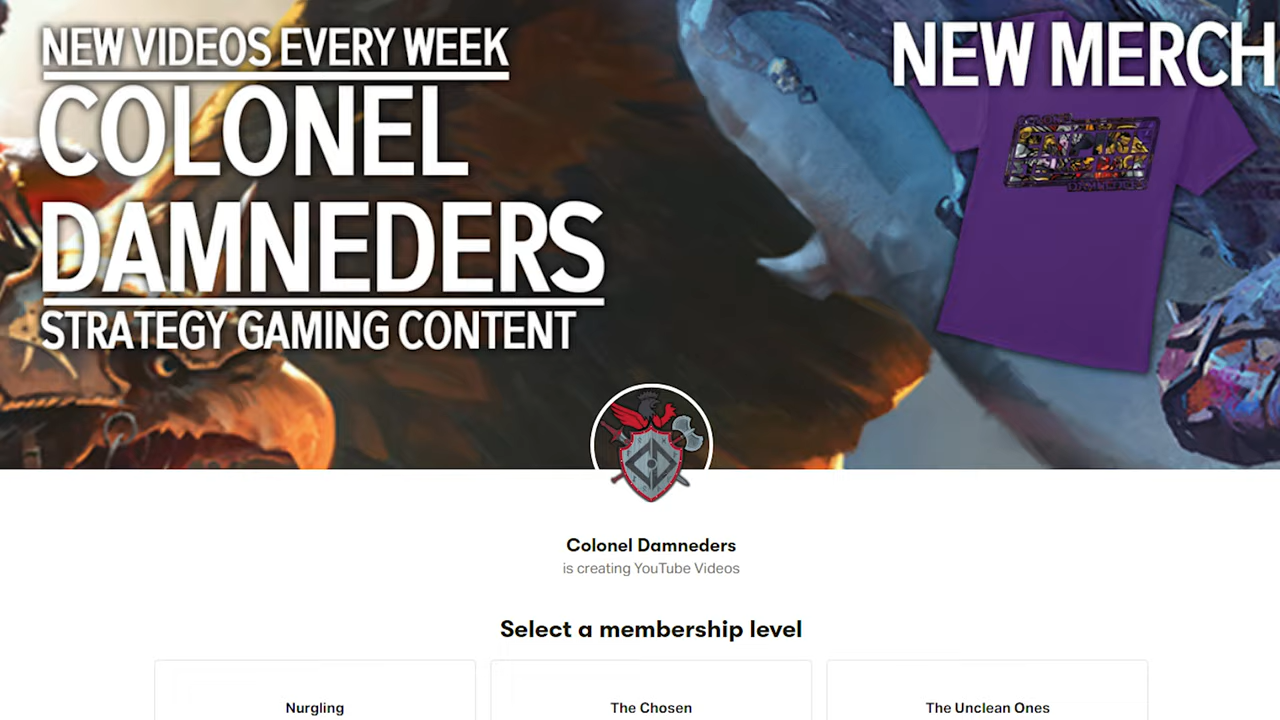 NEW VIDEOS EVERY WEEK
COLONEL
DAMNEDERS
STRATEGY GAMING CONTENT
NEW MERCH
Colonel Damneders
is creating YouTube Videos
Select a membership level
Nurgling
The Chosen
The Unclean Ones